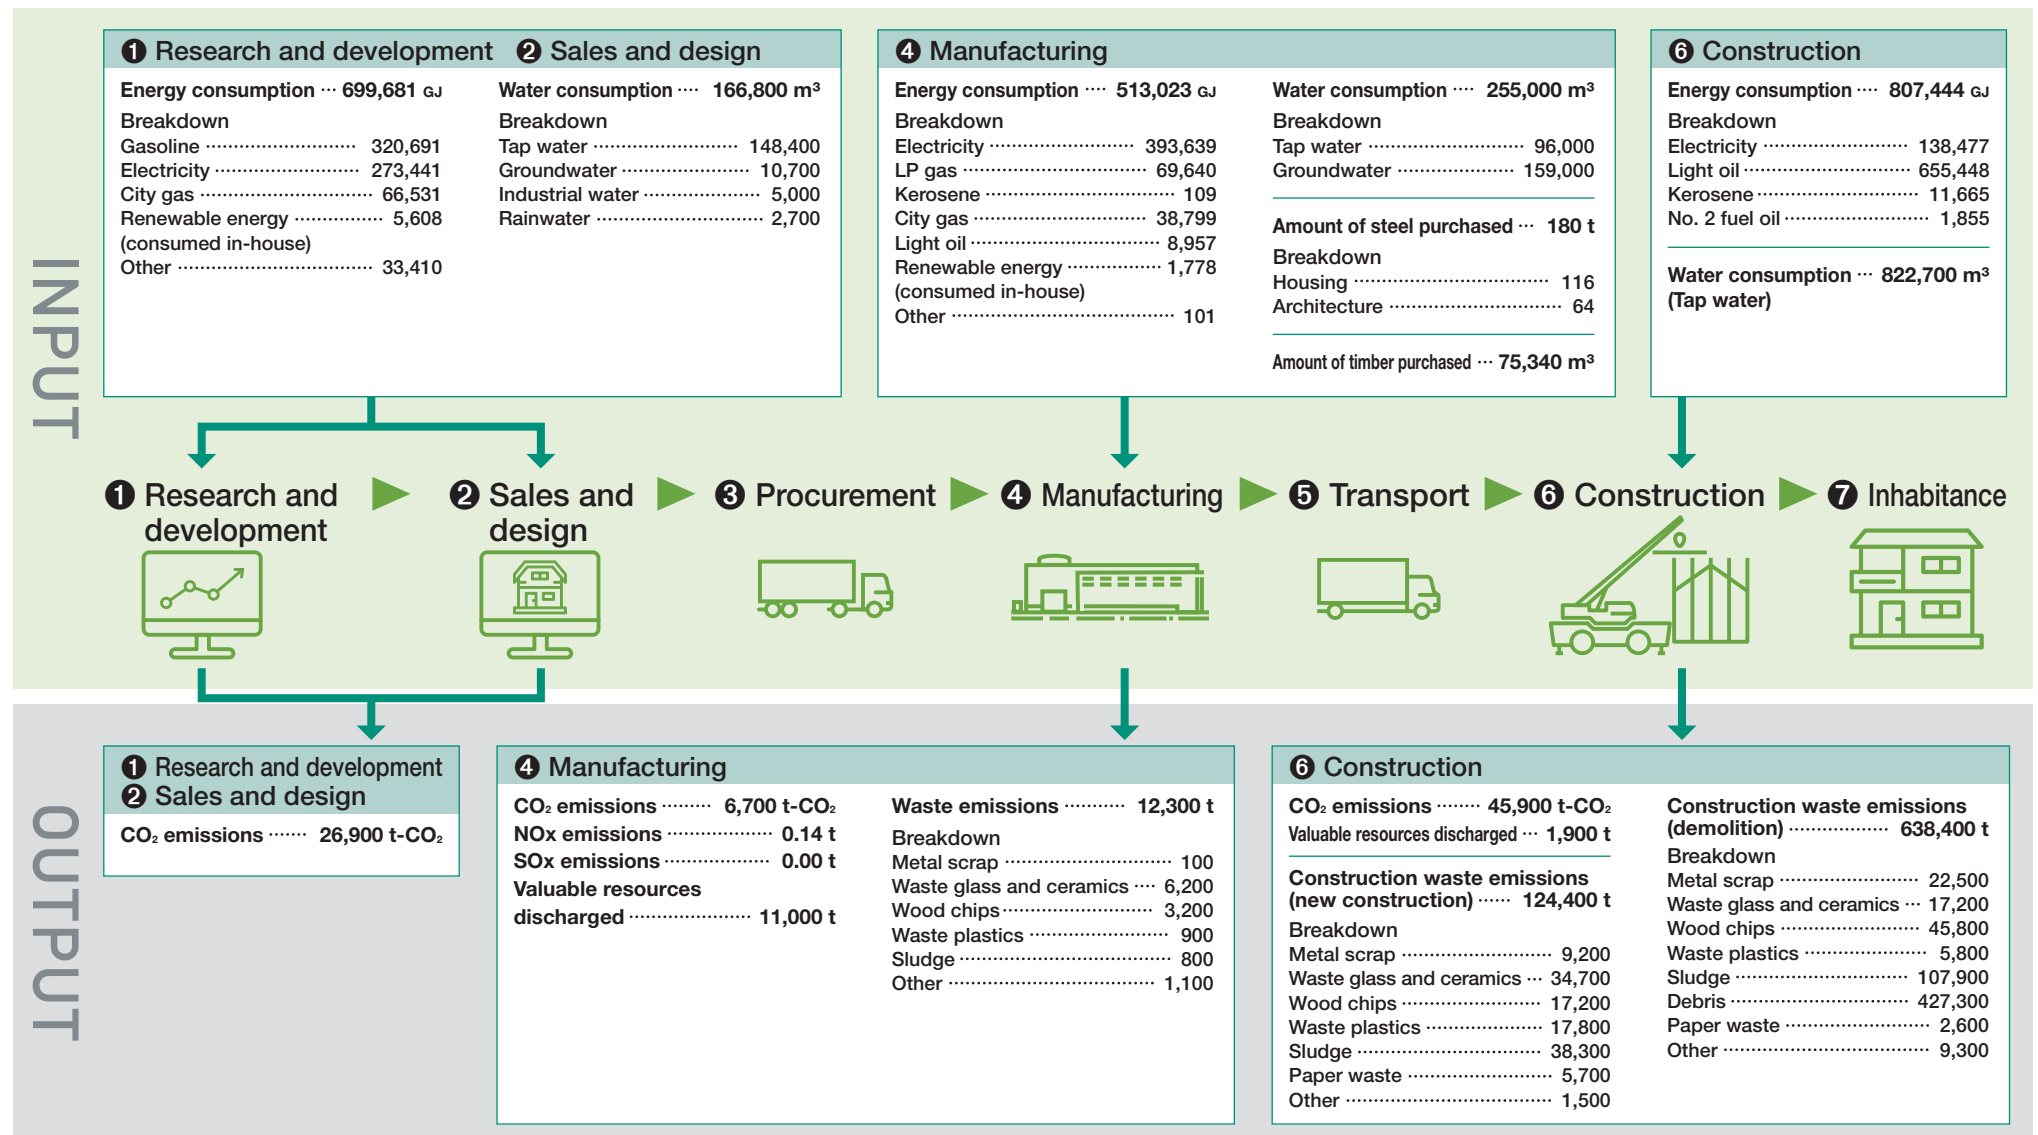 INPUT
❶ Research and development ❷ Sales and design
Energy consumption ··· 699,681 GJ
Breakdown
Gasoline ··· 320,691
Electricity ··· 273,441
City gas ··· 66,531
Renewable energy ··· 5,608
(consumed in-house)
Other ··· 33,410
Water consumption ···· 166,800 m³
Breakdown
Tap water ··· 148,400
Groundwater ··· 10,700
Industrial water ··· 5,000
Rainwater ··· 2,700
❹ Manufacturing
Energy consumption ···· 513,023 GJ
Breakdown
Electricity ··· 393,639
LP gas ··· 69,640
Kerosene ··· 109
City gas ··· 38,799
Light oil ··· 8,957
Renewable energy ··· 1,778
(consumed in-house)
Other ··· 101
Water consumption ···· 255,000 m³
Breakdown
Tap water ··· 96,000
Groundwater ··· 159,000
Amount of steel purchased ··· 180 t
Breakdown
Housing ··· 116
Architecture ··· 64
Amount of timber purchased ··· 75,340 m³
❻ Construction
Energy consumption ···· 807,444 GJ
Breakdown
Electricity ··· 138,477
Light oil ··· 655,448
Kerosene ··· 11,665
No. 2 fuel oil ··· 1,855
Water consumption ··· 822,700 m³
(Tap water)
❶ Research and
development
❷ Sales and
design
❸ Procurement
❹ Manufacturing
❺ Transport
❻ Construction
❼ Inhabitance
OUTPUT
❶ Research and development
❷ Sales and design
CO₂ emissions ······· 26,900 t-CO₂
❹ Manufacturing
CO₂ emissions ········· 6,700 t-CO₂
NOx emissions ··· 0.14 t
SOx emissions ··· 0.00 t
Valuable resources
discharged ··· 11,000 t
Waste emissions ··· 12,300 t
Breakdown
Metal scrap ··· 100
Waste glass and ceramics ···· 6,200
Wood chips ··· 3,200
Waste plastics ··· 900
Sludge ··· 800
Other ··· 1,100
❻ Construction
CO₂ emissions ········ 45,900 t-CO₂
Valuable resources discharged ··· 1,900 t
Construction waste emissions
(new construction) ······ 124,400 t
Breakdown
Metal scrap ··· 9,200
Waste glass and ceramics ··· 34,700
Wood chips ··· 17,200
Waste plastics ··· 17,800
Sludge ··· 38,300
Paper waste ··· 5,700
Other ··· 1,500
Construction waste emissions
(demolition) ··· 638,400 t
Breakdown
Metal scrap ··· 22,500
Waste glass and ceramics ··· 17,200
Wood chips ··· 45,800
Waste plastics ··· 5,800
Sludge ··· 107,900
Debris ··· 427,300
Paper waste ··· 2,600
Other ··· 9,300